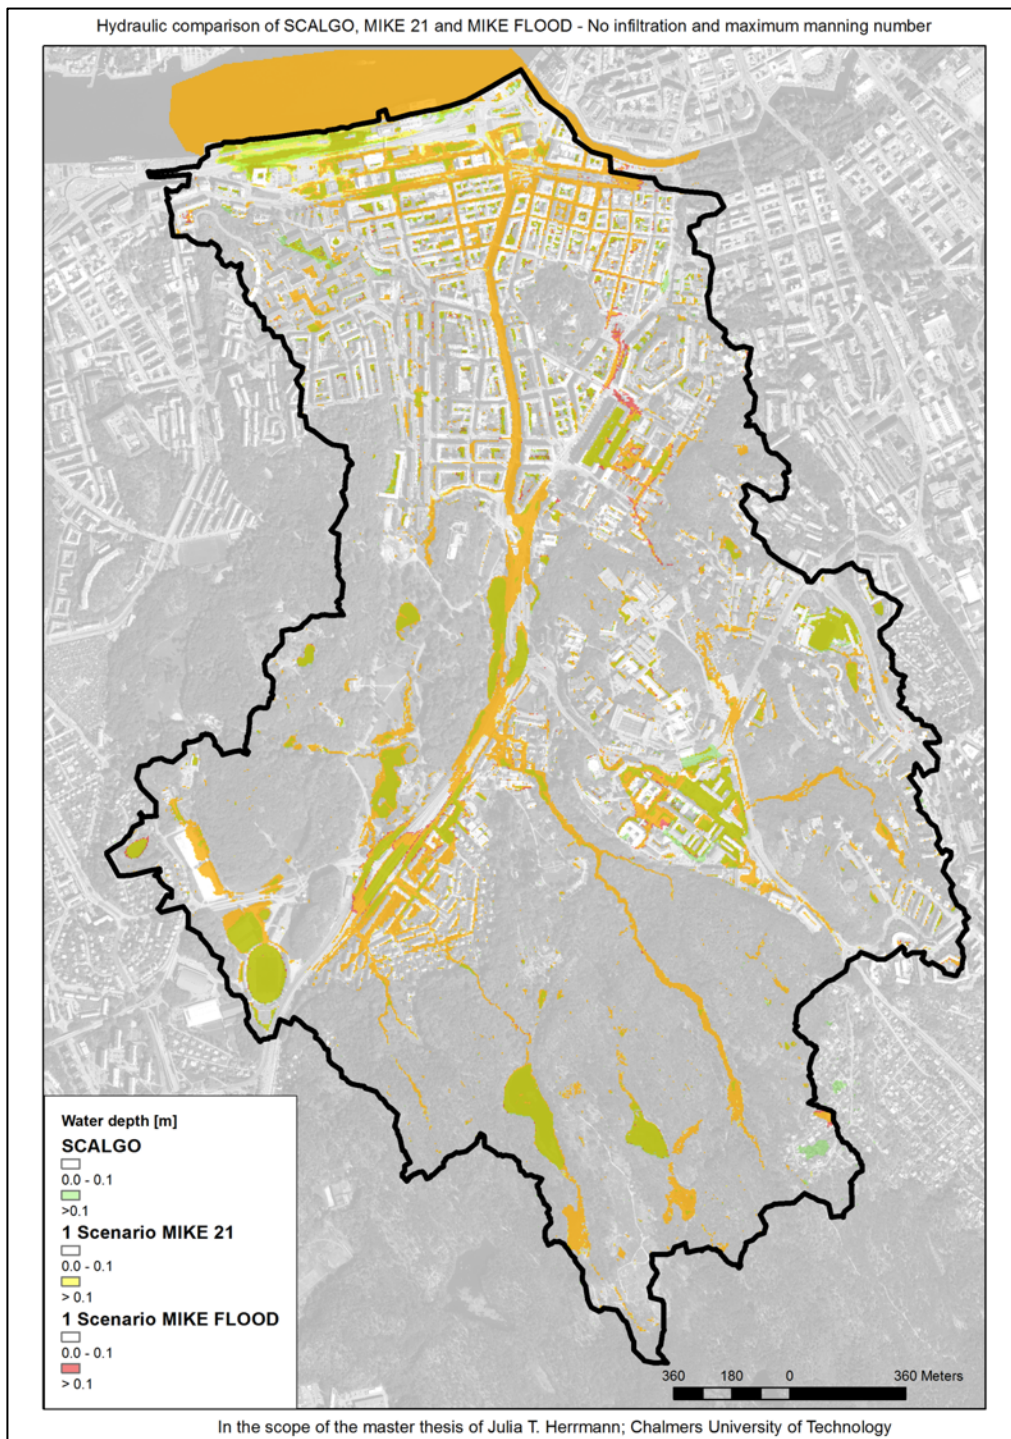 Hydraulic comparison of SCALGO, MIKE 21 and MIKE FLOOD - No infiltration and maximum manning number
Water depth [m]
SCALGO
0.0 - 0.1
>0.1
1 Scenario MIKE 21
0.0 - 0.1
> 0.1
1 Scenario MIKE FLOOD
0.0 - 0.1
> 0.1
360 180 0 360 Meters
In the scope of the master thesis of Julia T. Herrmann; Chalmers University of Technology